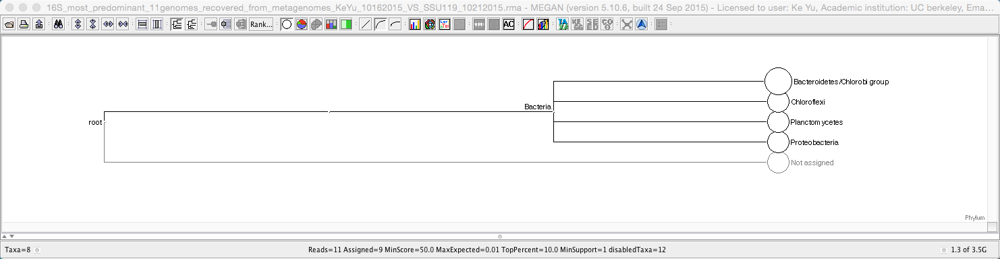 16S_most_predominant_11genomes_recovered_from_metagenomes_KeYu_10162015_VS_SSU119_10212015.rma - MEGAN (version 5.10.6, built 24 Sep 2015) - Licensed to user: Ke Yu, Academic institution: UC berkeley, Ema...
Rank...
AC
Bacteroidetes/Chlorobi group
Bacteria
Chloroflexi
root
Planctomycetes
Proteobacteria
Not assigned
Phylum
Taxa=8 Reads=11 Assigned=9 MinScore=50.0 MaxExpected=0.01 TopPercent=10.0 MinSupport=1 disabledTaxa=12 1.3 of 3.5G